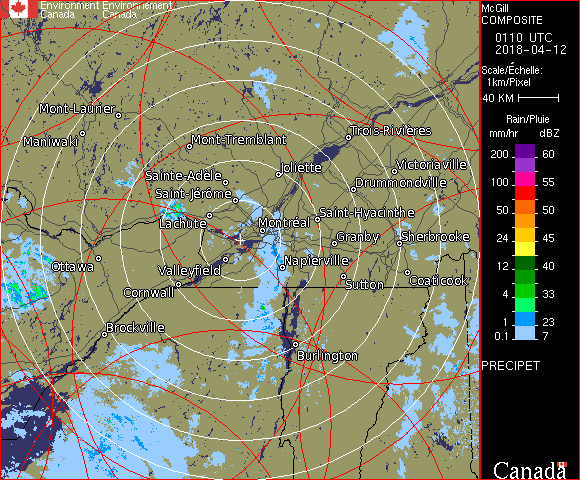 Environment Environnement
Canada Canada
McGill
COMPOSITE
0110 UTC
2018-04-12
Scale/Échelle:
1km/Pixel
40 KM
Rain/Pluie
mm/hr dBZ
200 60
100 55
50 50
24 45
12 40
4 33
1 23
0.1 7
PRECIPET
Canada
Mont-Laurier
Maniwaki
Mont-Tremblant
Trois-Rivières
Victoriaville
Joliette
Sainte-Adèle
Drummondville
Saint-Jérôme
Saint-Hyacinthe
Lachute
Montréal
Granby
Sherbrooke
Ottawa
Valleyfield
Napierville
Sutton
Coaticook
Cornwall
Brockville
Burlington